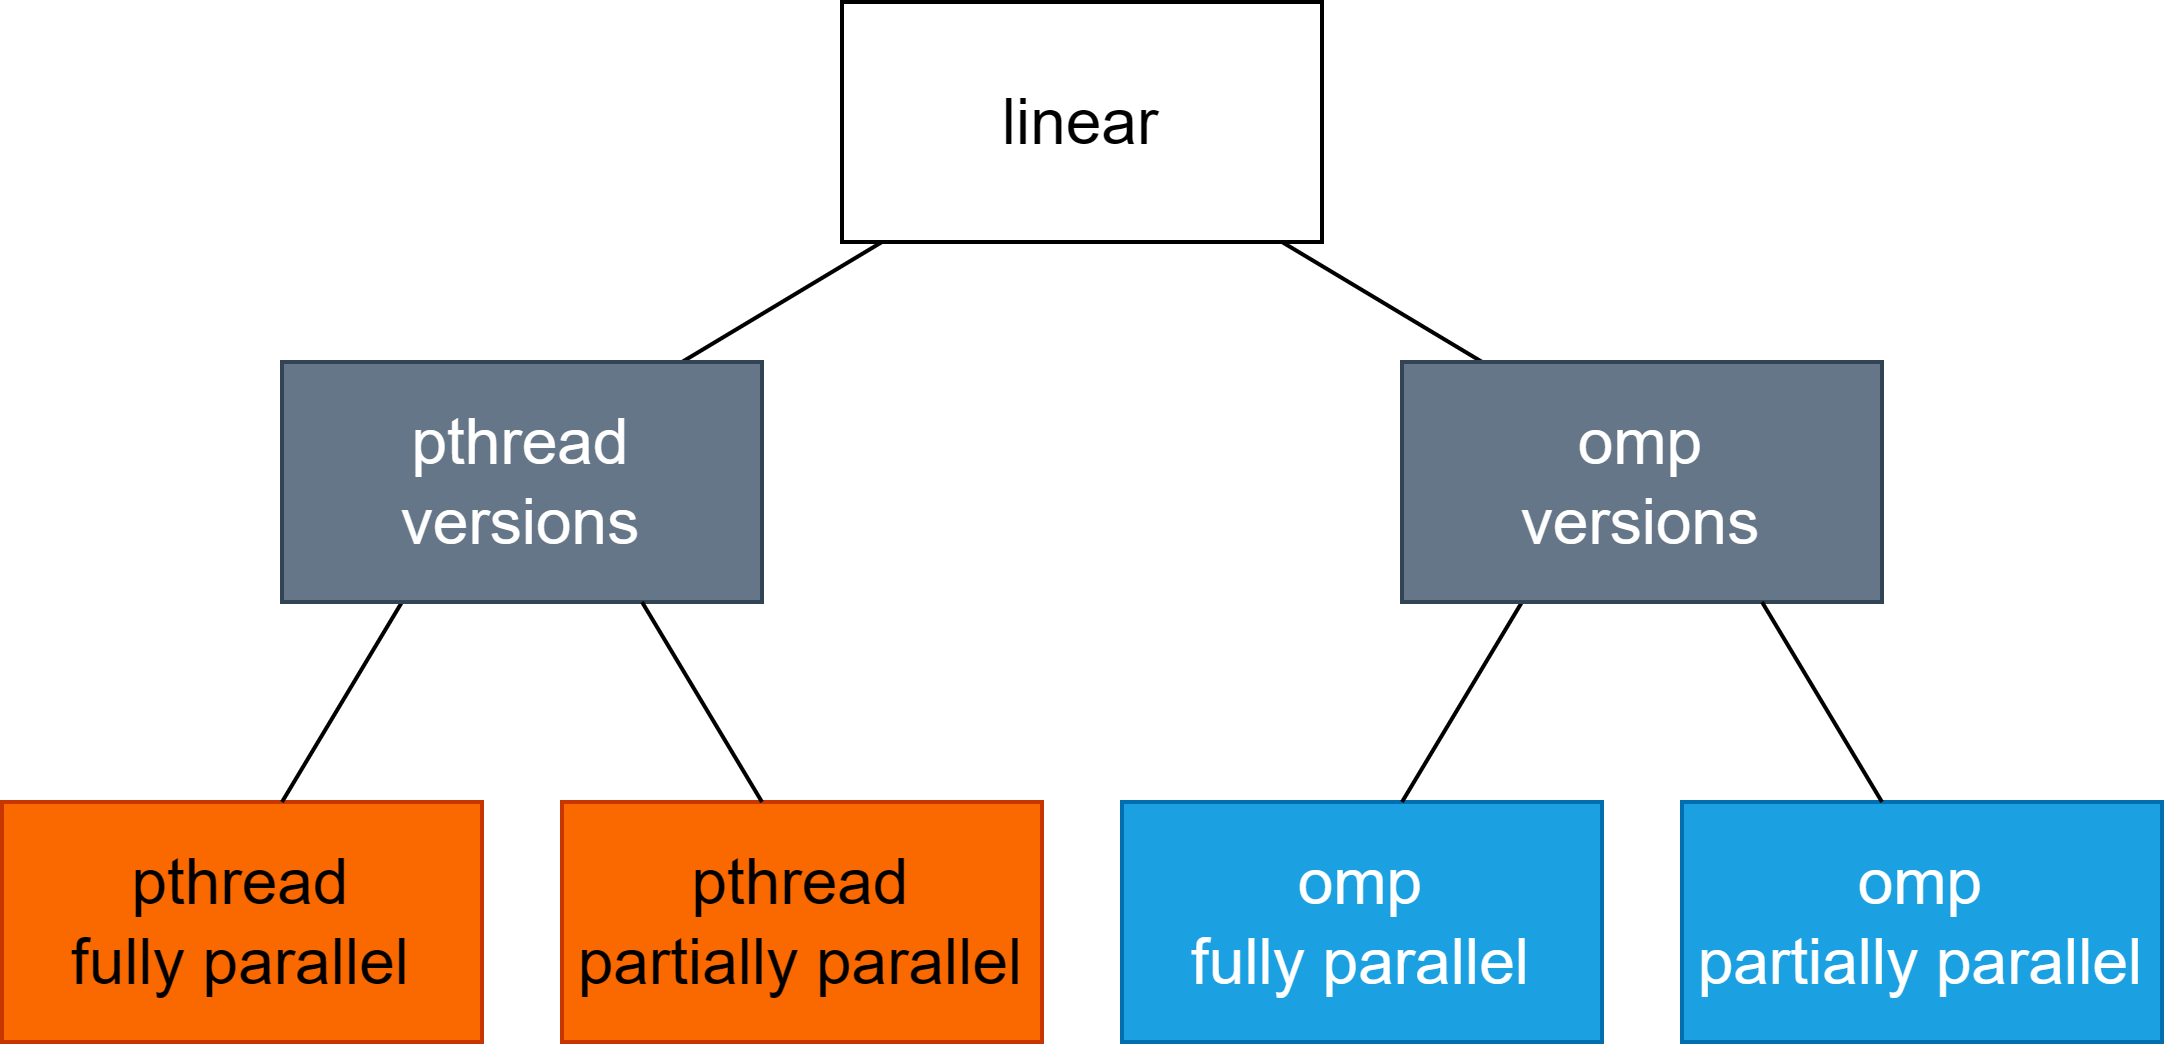 linear
pthread
versions
omp
versions
pthread
fully parallel
pthread
partially parallel
omp
fully parallel
omp
partially parallel